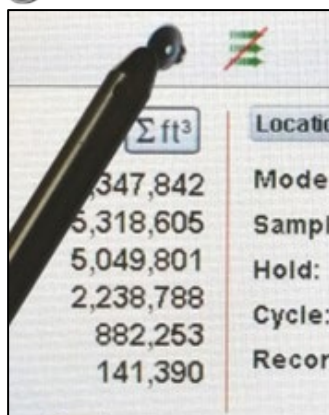 Σ ft³
,347,842
5,318,605
5,049,801
2,238,788
882,253
141,390
Locatio
Mode
Sampl
Hold:
Cycle:
Recor